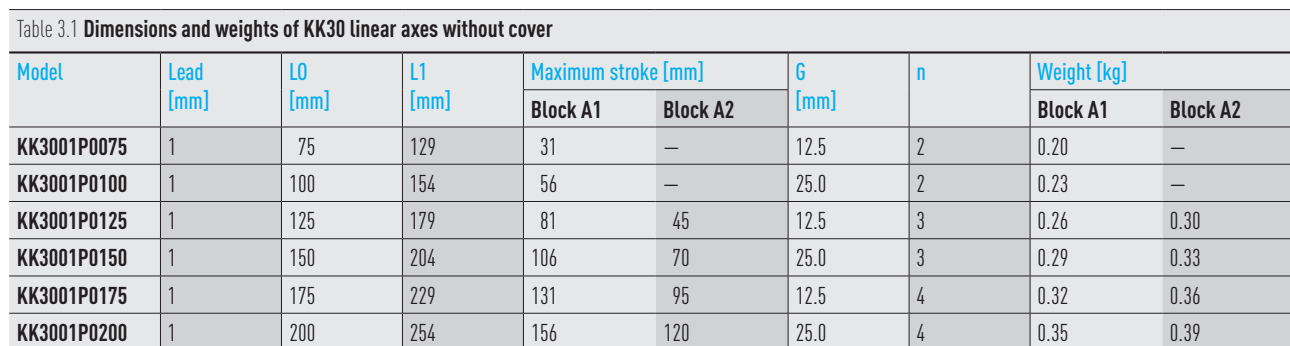 Table 3.1 Dimensions and weights of KK30 linear axes without cover
Model Lead [mm] L0 [mm] L1 [mm] Maximum stroke [mm] G [mm] n Weight [kg]
Block A1 Block A2 Block A1 Block A2
KK3001P0075 1 75 129 31 – 12.5 2 0.20 –
KK3001P0100 1 100 154 56 – 25.0 2 0.23 –
KK3001P0125 1 125 179 81 45 12.5 3 0.26 0.30
KK3001P0150 1 150 204 106 70 25.0 3 0.29 0.33
KK3001P0175 1 175 229 131 95 12.5 4 0.32 0.36
KK3001P0200 1 200 254 156 120 25.0 4 0.35 0.39